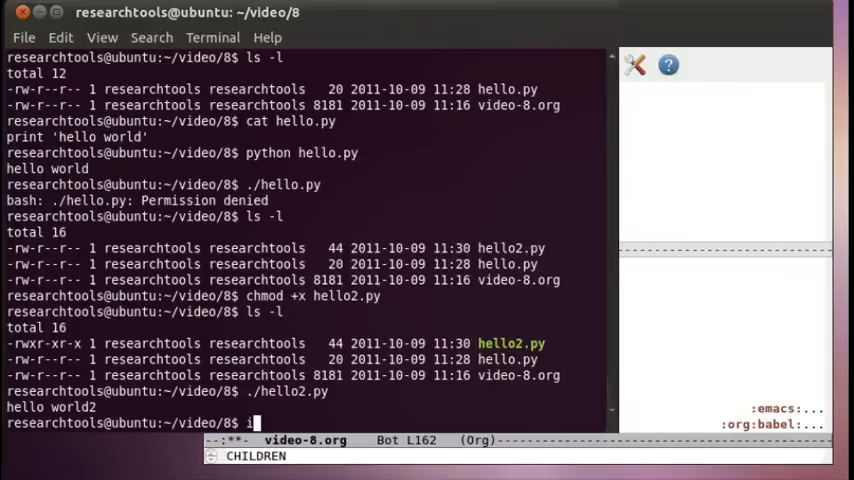 researchtools@ubuntu: ~/video/8
File Edit View Search Terminal Help
researchtools@ubuntu:~/video/8$ ls -l
total 12
-rw-r--r-- 1 researchtools researchtools   20 2011-10-09 11:28 hello.py
-rw-r--r-- 1 researchtools researchtools 8181 2011-10-09 11:16 video-8.org
researchtools@ubuntu:~/video/8$ cat hello.py
print 'hello world'
researchtools@ubuntu:~/video/8$ python hello.py
hello world
researchtools@ubuntu:~/video/8$ ./hello.py
bash: ./hello.py: Permission denied
researchtools@ubuntu:~/video/8$ ls -l
total 16
-rw-r--r-- 1 researchtools researchtools   44 2011-10-09 11:30 hello2.py
-rw-r--r-- 1 researchtools researchtools   20 2011-10-09 11:28 hello.py
-rw-r--r-- 1 researchtools researchtools 8181 2011-10-09 11:16 video-8.org
researchtools@ubuntu:~/video/8$ chmod +x hello2.py
researchtools@ubuntu:~/video/8$ ls -l
total 16
-rwxr-xr-x 1 researchtools researchtools   44 2011-10-09 11:30 hello2.py
-rw-r--r-- 1 researchtools researchtools   20 2011-10-09 11:28 hello.py
-rw-r--r-- 1 researchtools researchtools 8181 2011-10-09 11:16 video-8.org
researchtools@ubuntu:~/video/8$ ./hello2.py
hello world2
researchtools@ubuntu:~/video/8$ i
:emacs:...
:org:babel:...
--:**-  video-8.org    Bot L162   (Org)
CHILDREN